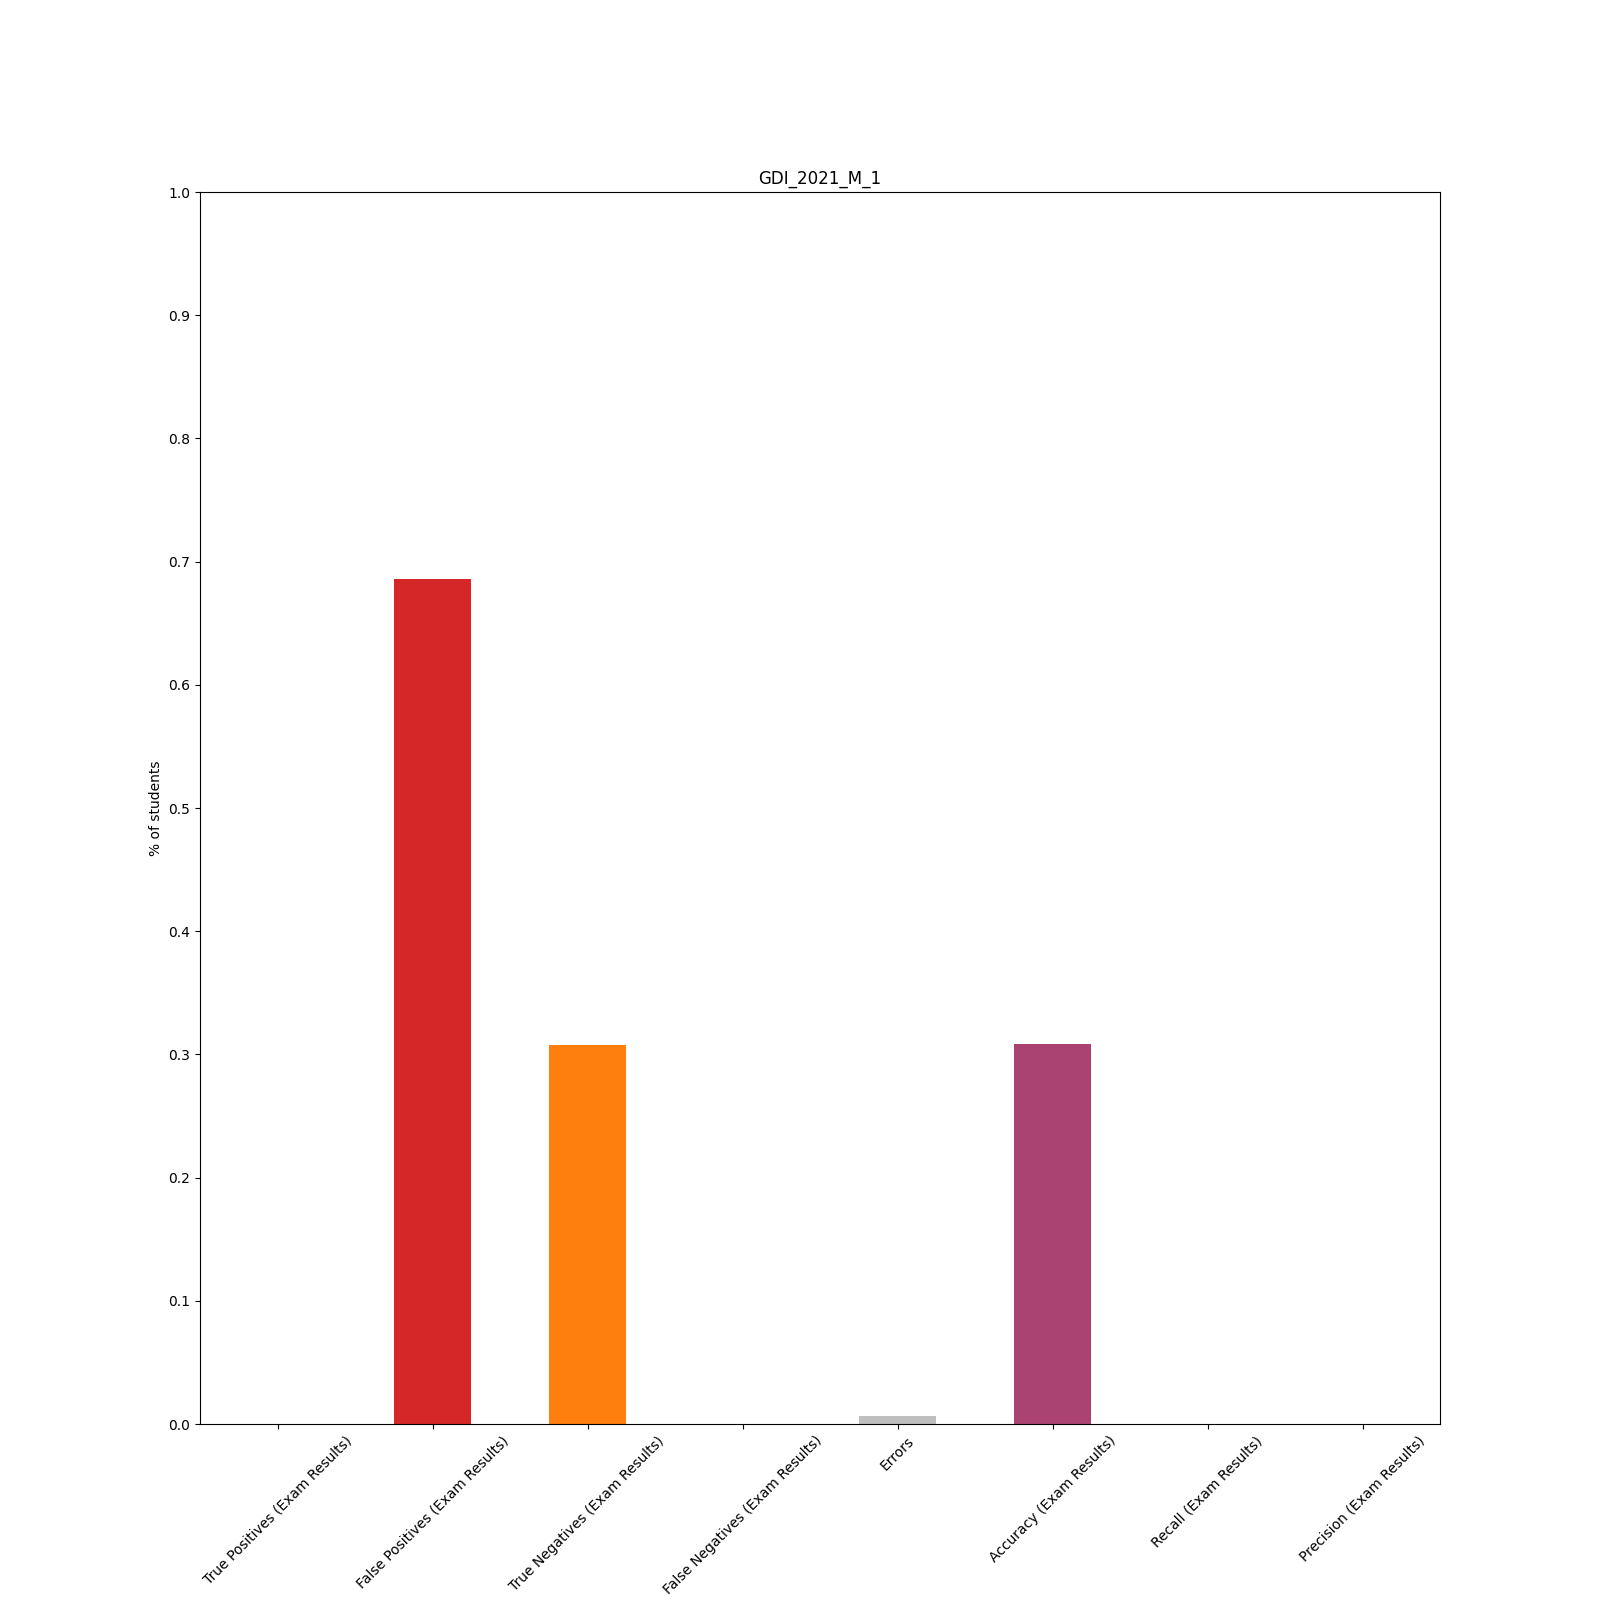 GDI_2021_M_1
1.0
0.9
0.8
0.7
0.6
0.5
0.4
0.3
0.2
0.1
0.0
% of students
True Positives (Exam Results)
False Positives (Exam Results)
True Negatives (Exam Results)
False Negatives (Exam Results)
Errors
Accuracy (Exam Results)
Recall (Exam Results)
Precision (Exam Results)